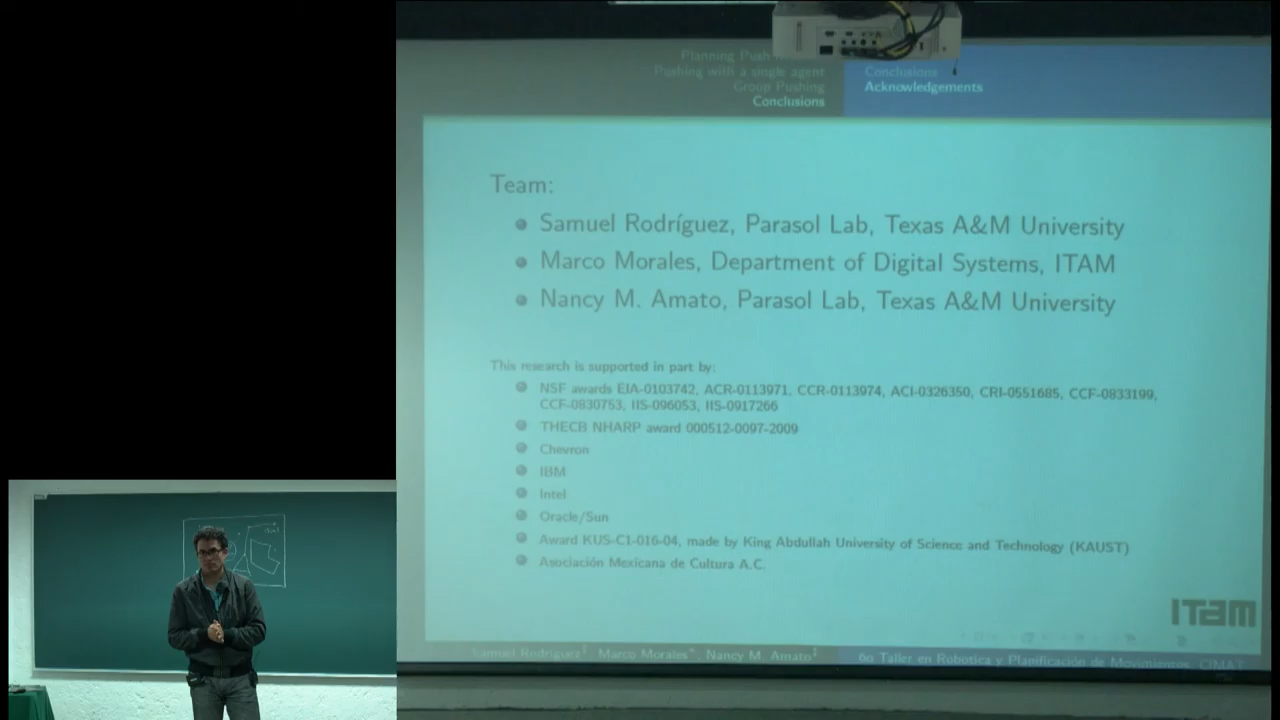 Planning Push
Pushing with a single agent
Group Pushing
Conclusions
Conclusions
Acknowledgements
Team:
Samuel Rodríguez, Parasol Lab, Texas A&M University
Marco Morales, Department of Digital Systems, ITAM
Nancy M. Amato, Parasol Lab, Texas A&M University
This research is supported in part by:
NSF awards EIA-0103742, ACR-0113971, CCR-0113974, ACI-0326350, CRI-0551685, CCF-0833199,
CCF-0830753, IIS-096053, IIS-0917266
THECB NHARP award 000512-0097-2009
Chevron
IBM
Intel
Oracle/Sun
Award KUS-C1-016-04, made by King Abdullah University of Science and Technology (KAUST)
Asociación Mexicana de Cultura A.C.
ITAM
Samuel Rodríguez, Marco Morales*, Nancy M. Amato
6o Taller en Robotica y Planificación de Movimientos, CIMAT